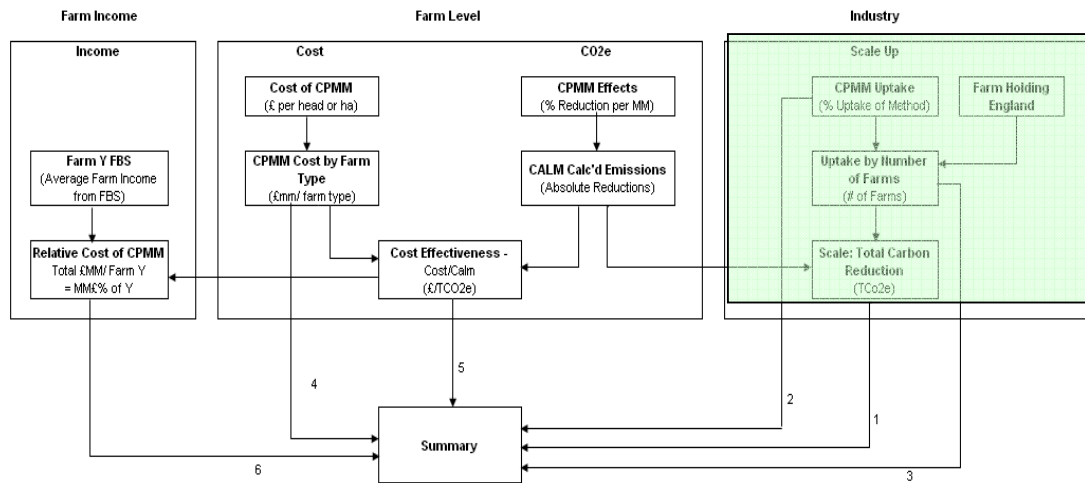 Farm Income
Farm Level
Industry
Income
Cost
CO2e
Scale Up
Cost of CPMM
(£ per head or ha)
CPMM Effects
(% Reduction per MM)
CPMM Uptake
(% Uptake of Method)
Farm Holding
England
Farm Y FBS
(Average Farm Income
from FBS)
CPMM Cost by Farm
Type
(£mm/ farm type)
CALM Calc'd Emissions
(Absolute Reductions)
Uptake by Number
of Farms
(# of Farms)
Relative Cost of CPMM
Total £MM/ Farm Y
= MM£% of Y
Cost Effectiveness -
Cost/Calm
(£/TCO2e)
Scale: Total Carbon
Reduction
(TCo2e)
4
5
2
1
Summary
6
3